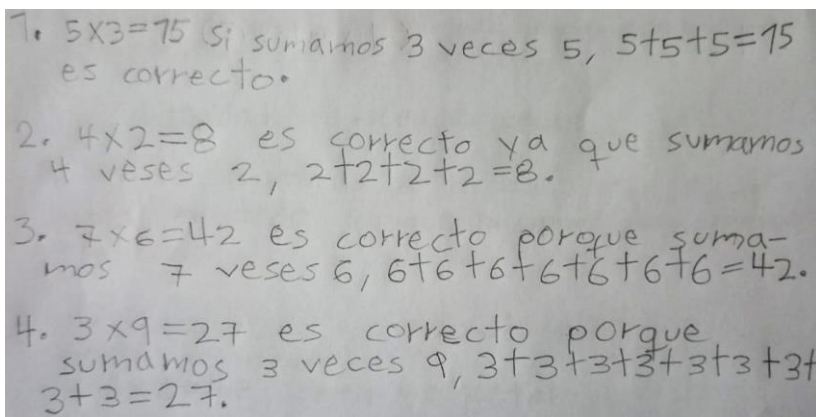 1. 5x3=15 si sumamos 3 veces 5, 5+5+5=15
es correcto.
2. 4x2=8 es correcto ya que sumamos
4 veses 2, 2+2+2+2=8.
3. 7x6=42 es correcto porque suma-
mos 7 veses 6, 6+6+6+6+6+6+6=42.
4. 3x9=27 es correcto porque
sumamos 3 veces 9, 3+3+3+3+3+3+3+
3+3=27.